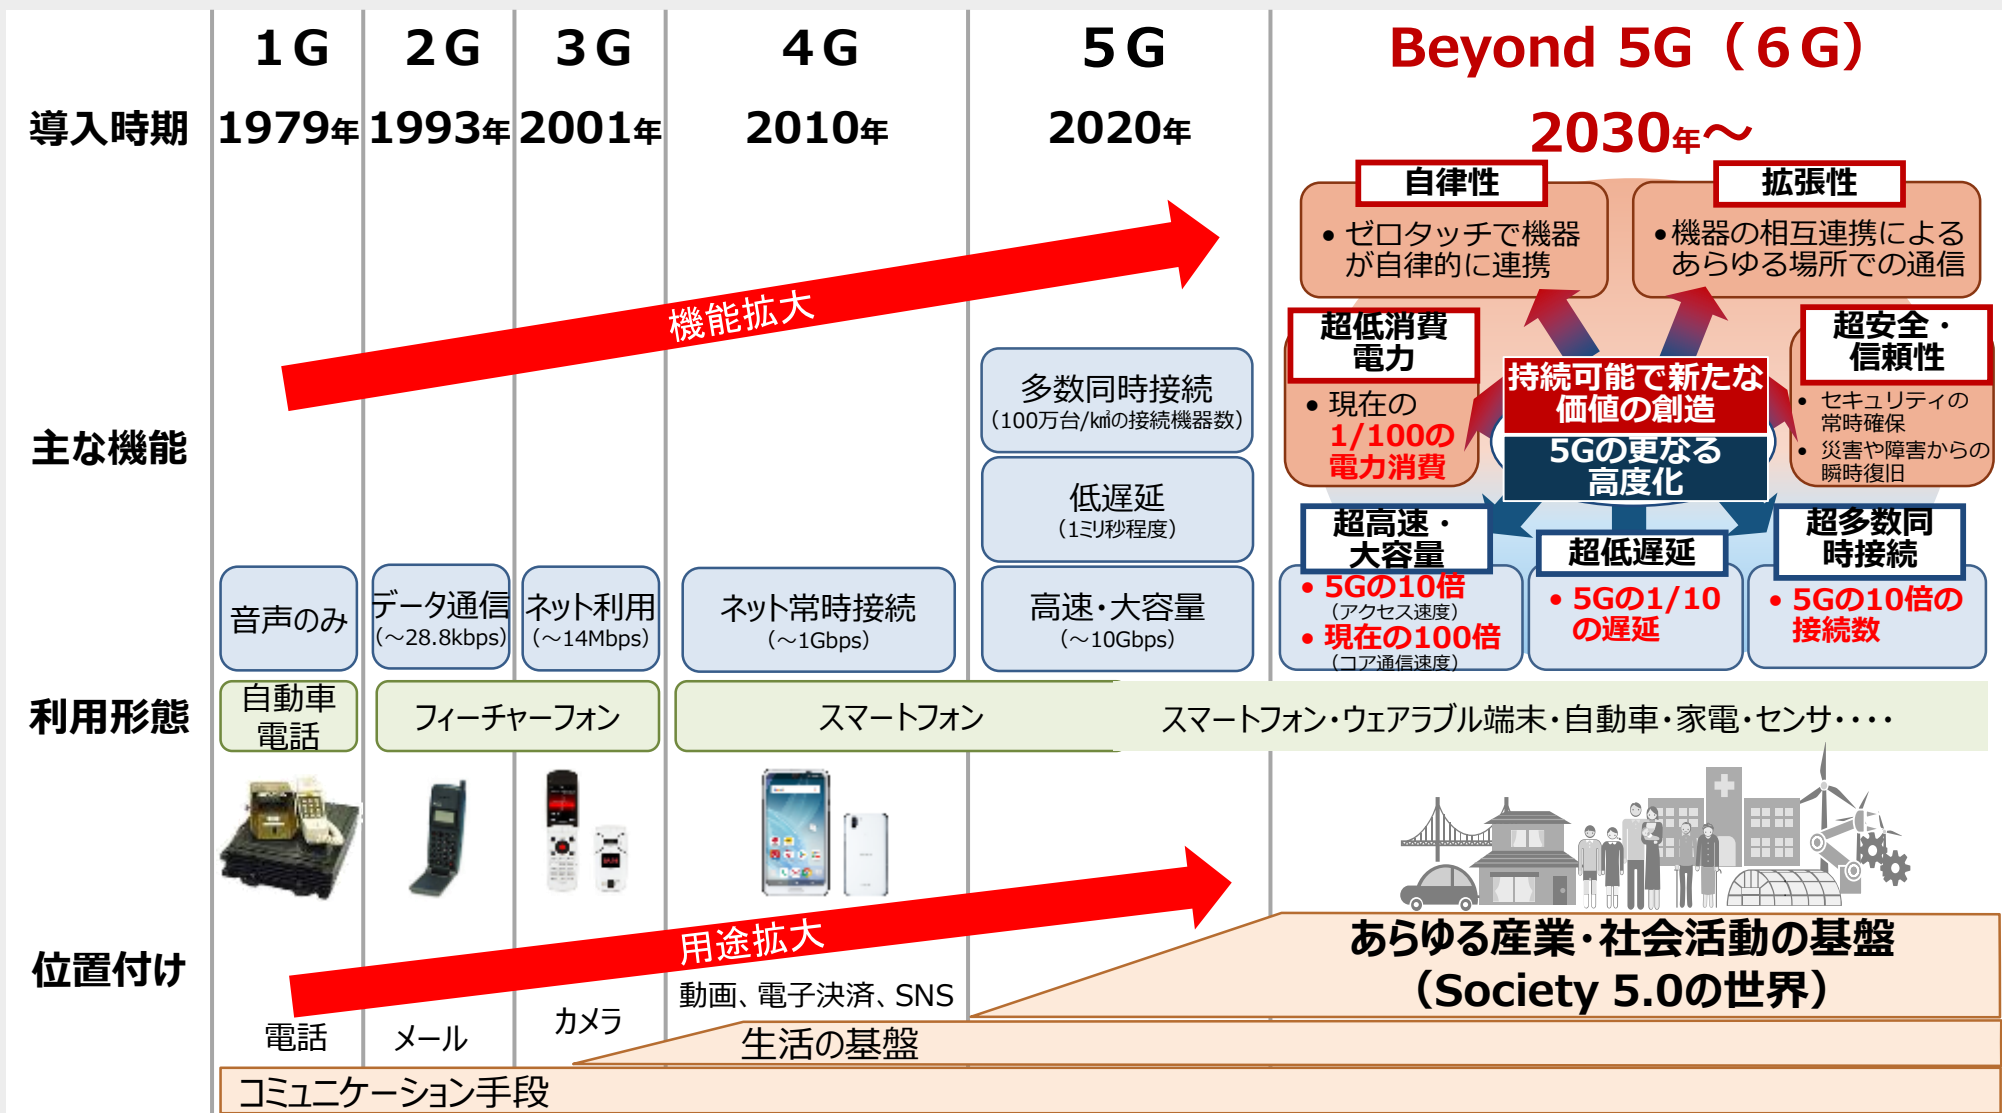 1G
2G
3G
4G
5G
Beyond 5G（6G）
導入時期
1979年
1993年
2001年
2010年
2020年
2030年～
機能拡大
主な機能
音声のみ
データ通信
（～28.8kbps）
ネット利用
（～14Mbps）
ネット常時接続
（～1Gbps）
多数同時接続
（100万台/㎢の接続機器数）
低遅延
（1ミリ秒程度）
高速・大容量
（～10Gbps）
自律性
• ゼロタッチで機器
が自律的に連携
拡張性
• 機器の相互連携による
あらゆる場所での通信
超低消費
電力
• 現在の
1/100の
電力消費
持続可能で新たな
価値の創造
5Gの更なる
高度化
超安全・
信頼性
• セキュリティの
常時確保
• 災害や障害からの
瞬時復旧
超高速・
大容量
• 5Gの10倍
（アクセス速度）
• 現在の100倍
（コア通信速度）
超低遅延
• 5Gの1/10
の遅延
超多数同
時接続
• 5Gの10倍の
接続数
利用形態
自動車
電話
フィーチャーフォン
スマートフォン
スマートフォン・ウェアラブル端末・自動車・家電・センサ・・・・
用途拡大
位置付け
電話
メール
カメラ
動画、電子決済、SNS
あらゆる産業・社会活動の基盤
（Society 5.0の世界）
生活の基盤
コミュニケーション手段